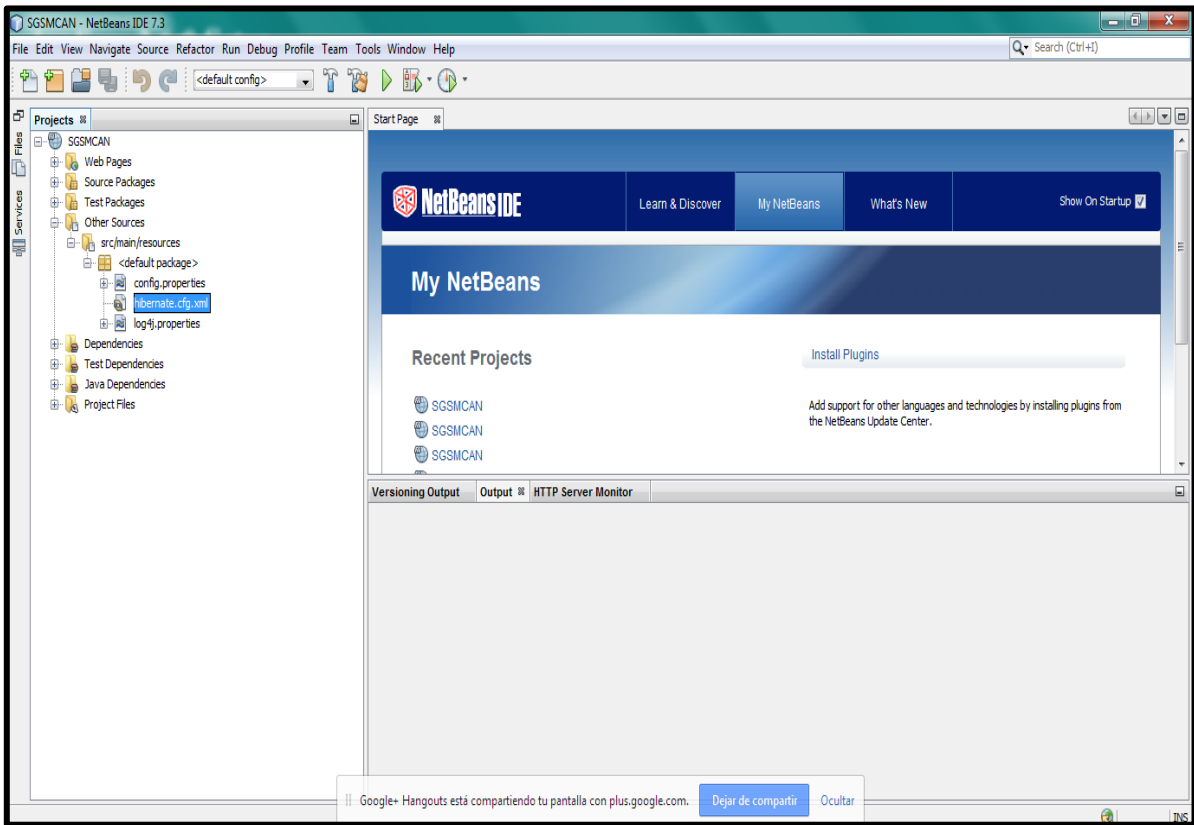 SGSMCAN - NetBeans IDE 7.3
File Edit View Navigate Source Refactor Run Debug Profile Team Tools Window Help
Search (Ctrl+I)
<default config>
Files
Services
Projects
SGSMCAN
Web Pages
Source Packages
Test Packages
Other Sources
src/main/resources
<default package>
config.properties
hibernate.cfg.xml
log4j.properties
Dependencies
Test Dependencies
Java Dependencies
Project Files
Start Page
NetBeans IDE
Learn & Discover
My NetBeans
What's New
Show On Startup
My NetBeans
Recent Projects
SGSMCAN
SGSMCAN
SGSMCAN
Install Plugins
Add support for other languages and technologies by installing plugins from
the NetBeans Update Center.
Versioning Output
Output
HTTP Server Monitor
Google+ Hangouts está compartiendo tu pantalla con plus.google.com.
Dejar de compartir
Ocultar
INS